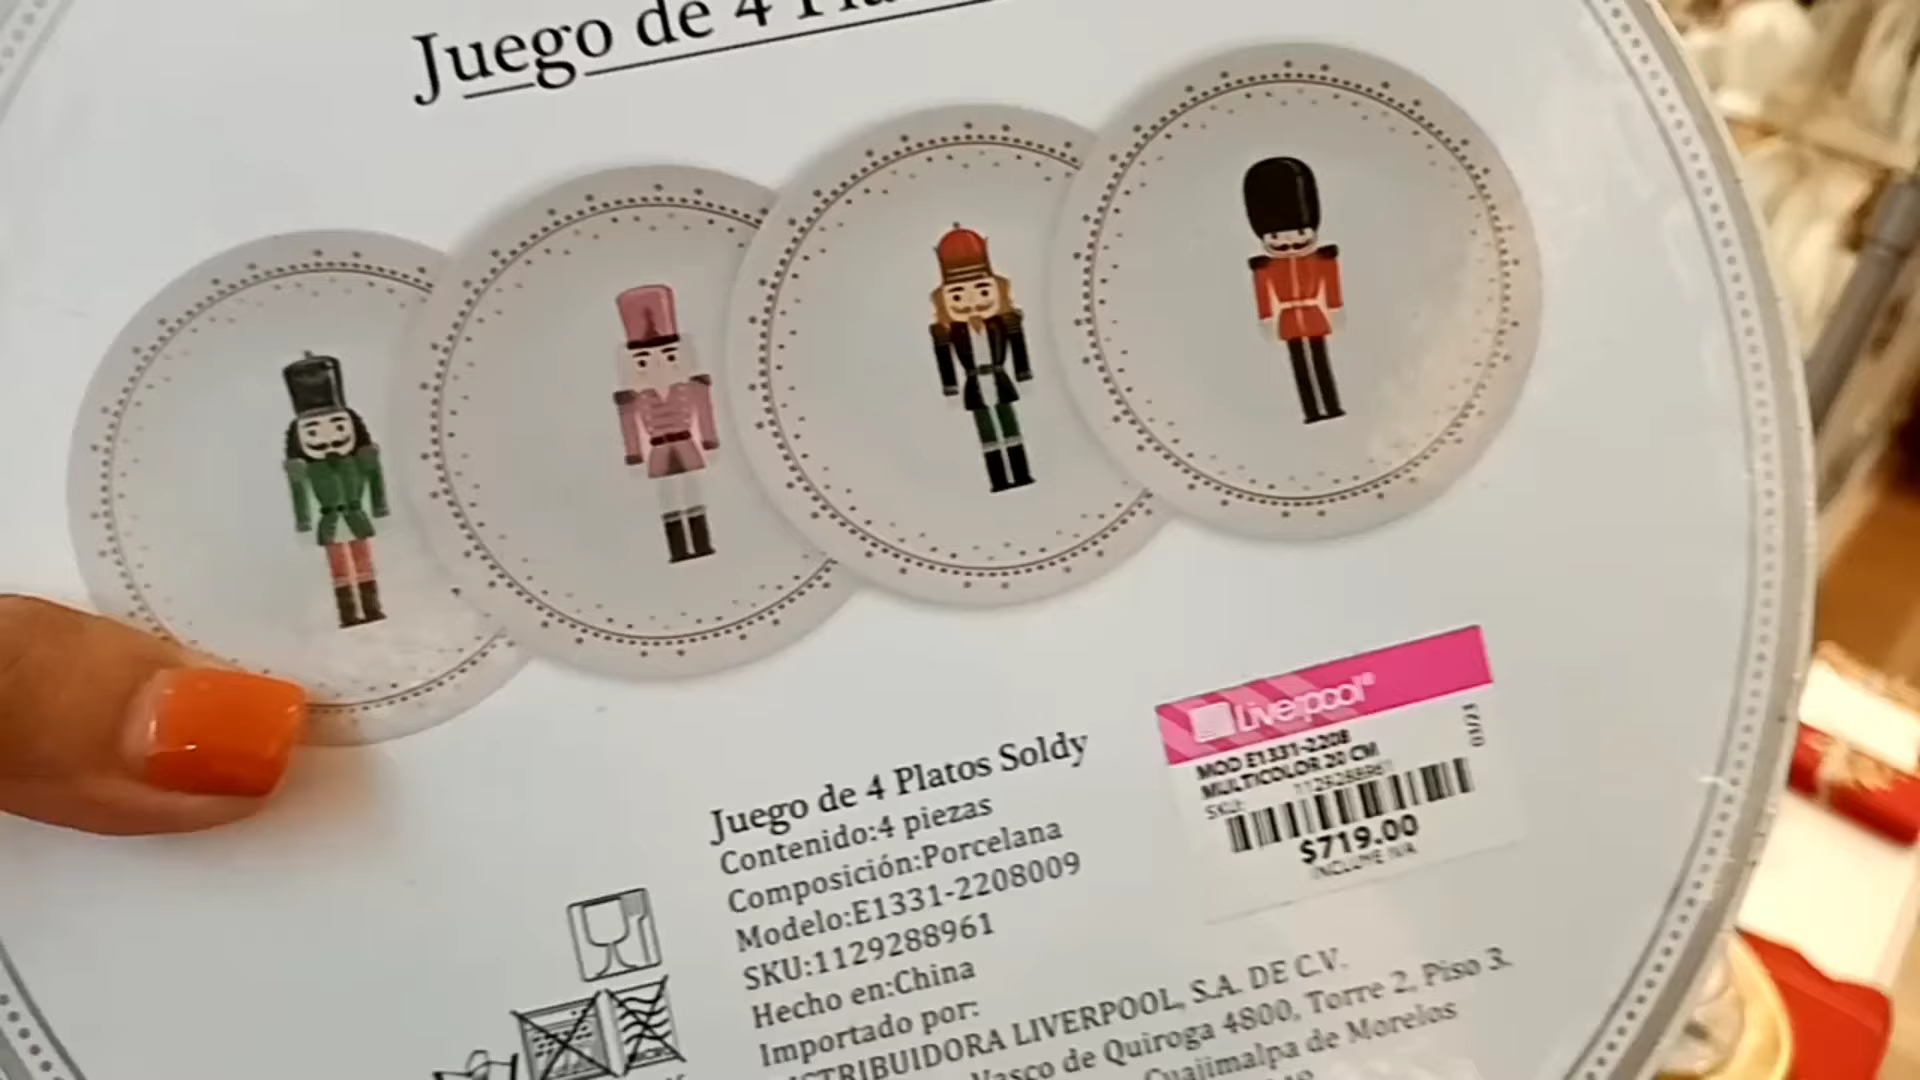 Juego de 4
Juego de 4 Platos Soldy
Contenido:4 piezas
Composición:Porcelana
Modelo:E1331-2208009
SKU:1129288961
Hecho en:China
Importado por:
DISTRIBUIDORA LIVERPOOL, S.A. DE C.V.
Vasco de Quiroga 4800, Torre 2, Piso 3.
Cuajimalpa de Morelos
Liverpool
MOD E1331-2208
MULTICOLOR 20 CM
SKU: 1129288961
$719.00
INCLUYE IVA